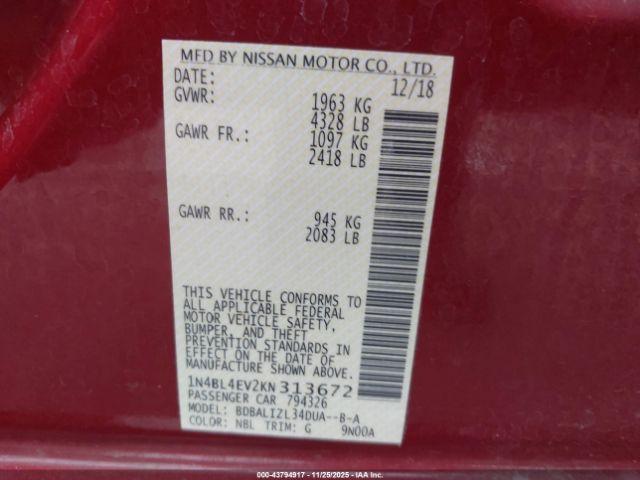 MFD BY NISSAN MOTOR CO., LTD.
DATE: 12/18
GVWR: 1963 KG
4328 LB
GAWR FR.: 1097 KG
2418 LB
GAWR RR.: 945 KG
2083 LB
THIS VEHICLE CONFORMS TO
ALL APPLICABLE FEDERAL
MOTOR VEHICLE SAFETY,
BUMPER, AND THEFT
PREVENTION STANDARDS IN
EFFECT ON THE DATE OF
MANUFACTURE SHOWN ABOVE.
1N4BL4EV2KN313672
PASSENGER CAR 794326
MODEL: BDBALIZL34DUA--B-A
COLOR: NBL TRIM: G 9N00A
000-43794917 - 11/25/2025 - IAA CORP